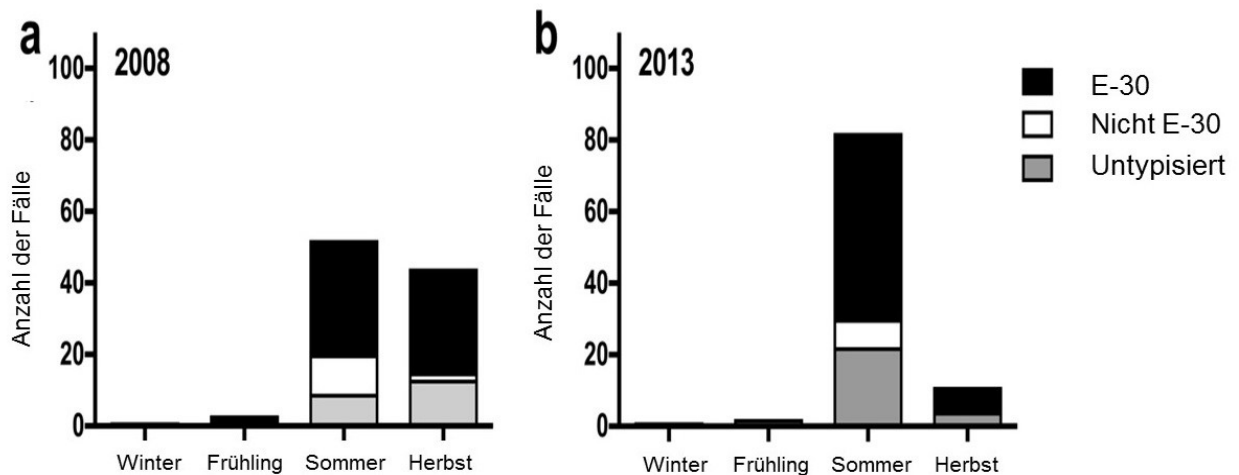 a
2008
Anzahl der Fälle
100
80
60
40
20
0
Winter Frühling Sommer Herbst
b
2013
Anzahl der Fälle
100
80
60
40
20
0
Winter Frühling Sommer Herbst
E-30
Nicht E-30
Untypisiert